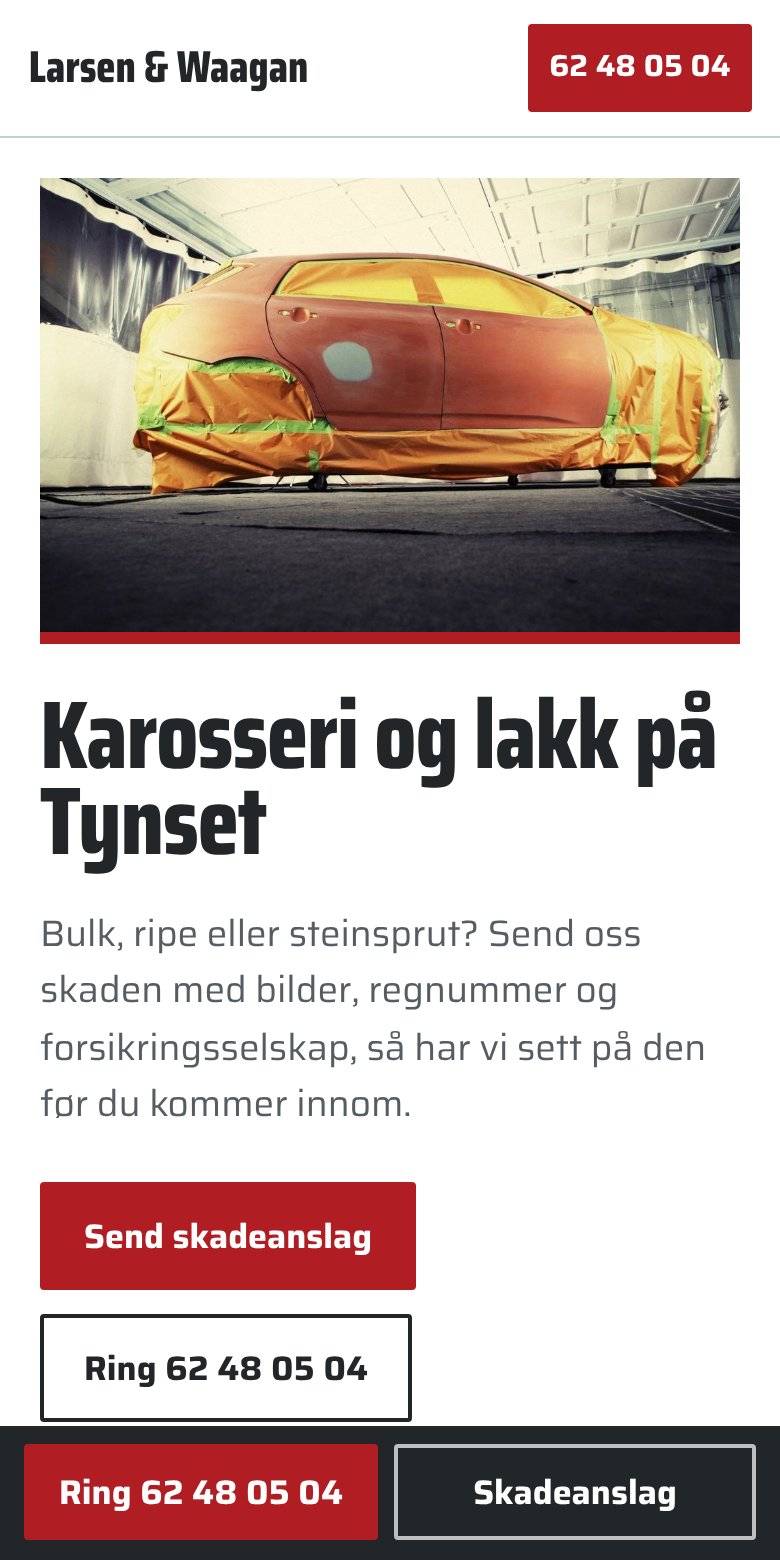 Larsen & Waagan
62 48 05 04
Karosseri og lakk på
Tynset
Bulk, ripe eller steinsprut? Send oss
skaden med bilder, regnummer og
forsikringsselskap, så har vi sett på den
før du kommer innom.
Send skadeanslag
Ring 62 48 05 04
Ring 62 48 05 04
Skadeanslag